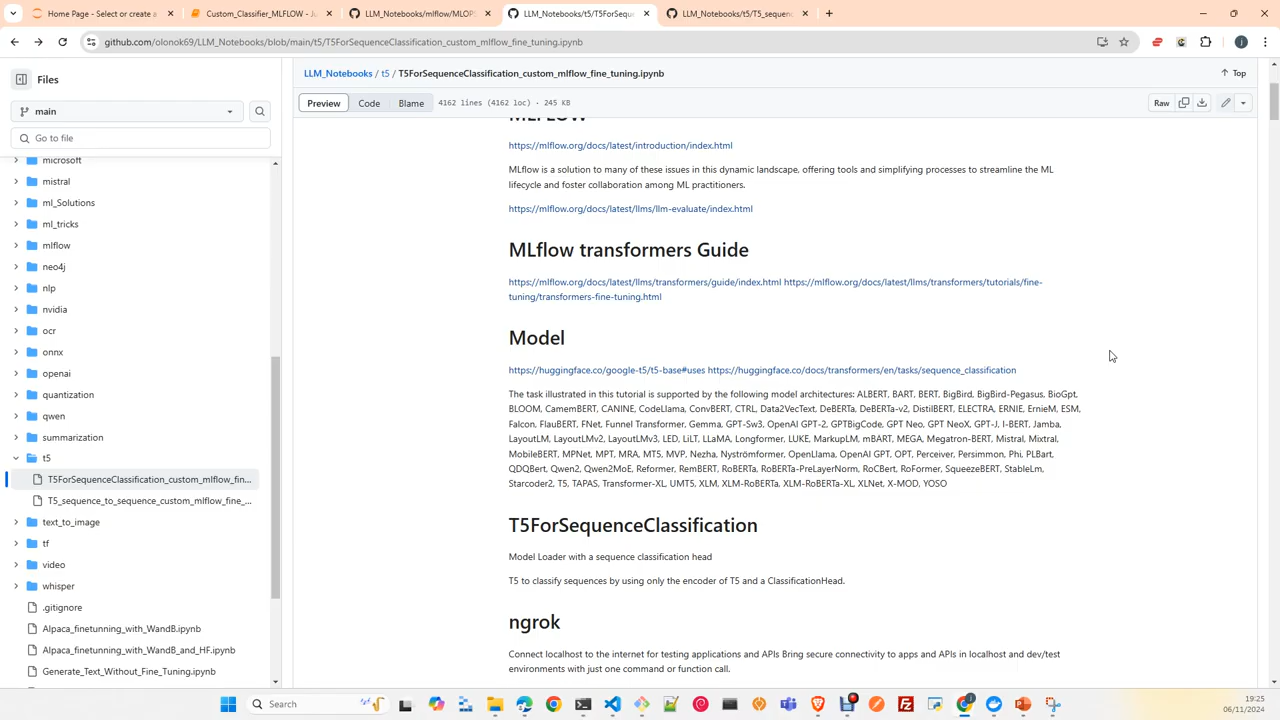 Home Page - Select or create a
Custom_Classifier_MLFLOW - Ju
LLM_Notebooks/mlflow/MLOPS
LLM_Notebooks/t5/T5ForSeque
LLM_Notebooks/t5/T5_sequenc
github.com/olonok69/LLM_Notebooks/blob/main/t5/T5ForSequenceClassification_custom_mlflow_fine_tuning.ipynb
Files
LLM_Notebooks / t5 / T5ForSequenceClassification_custom_mlflow_fine_tuning.ipynb
Top
main
Preview
Code
Blame
4162 lines (4162 loc) · 245 KB
Raw
Go to file
microsoft
mistral
ml_Solutions
ml_tricks
mlflow
neo4j
nlp
nvidia
ocr
onnx
openai
quantization
qwen
summarization
t5
T5ForSequenceClassification_custom_mlflow_fin...
T5_sequence_to_sequence_custom_mlflow_fine_...
text_to_image
tf
video
whisper
.gitignore
Alpaca_finetunning_with_WandB.ipynb
Alpaca_finetunning_with_WandB_and_HF.ipynb
Generate_Text_Without_Fine_Tuning.ipynb
MLFLOW
https://mlflow.org/docs/latest/introduction/index.html
MLflow is a solution to many of these issues in this dynamic landscape, offering tools and simplifying processes to streamline the ML
lifecycle and foster collaboration among ML practitioners.
https://mlflow.org/docs/latest/llms/llm-evaluate/index.html
MLflow transformers Guide
https://mlflow.org/docs/latest/llms/transformers/guide/index.html https://mlflow.org/docs/latest/llms/transformers/tutorials/fine-
tuning/transformers-fine-tuning.html
Model
https://huggingface.co/google-t5/t5-base#uses https://huggingface.co/docs/transformers/en/tasks/sequence_classification
The task illustrated in this tutorial is supported by the following model architectures: ALBERT, BART, BERT, BigBird, BigBird-Pegasus, BioGpt,
BLOOM, CamemBERT, CANINE, CodeLlama, ConvBERT, CTRL, Data2VecText, DeBERTa, DeBERTa-v2, DistilBERT, ELECTRA, ERNIE, ErnieM, ESM,
Falcon, FlauBERT, FNet, Funnel Transformer, Gemma, GPT-Sw3, OpenAI GPT-2, GPTBigCode, GPT Neo, GPT NeoX, GPT-J, I-BERT, Jamba,
LayoutLM, LayoutLMv2, LayoutLMv3, LED, LiLT, LLaMA, Longformer, LUKE, MarkupLM, mBART, MEGA, Megatron-BERT, Mistral, Mixtral,
MobileBERT, MPNet, MPT, MRA, MT5, MVP, Nezha, Nyströmformer, OpenLlama, OpenAI GPT, OPT, Perceiver, Persimmon, Phi, PLBart,
QDQBert, Qwen2, Qwen2MoE, Reformer, RemBERT, RoBERTa, RoBERTa-PreLayerNorm, RoCBert, RoFormer, SqueezeBERT, StableLm,
Starcoder2, T5, TAPAS, Transformer-XL, UMT5, XLM, XLM-RoBERTa, XLM-RoBERTa-XL, XLNet, X-MOD, YOSO
T5ForSequenceClassification
Model Loader with a sequence classification head
T5 to classify sequences by using only the encoder of T5 and a ClassificationHead.
ngrok
Connect localhost to the internet for testing applications and APIs Bring secure connectivity to apps and APIs in localhost and dev/test
environments with just one command or function call.
Search
19:25
06/11/2024